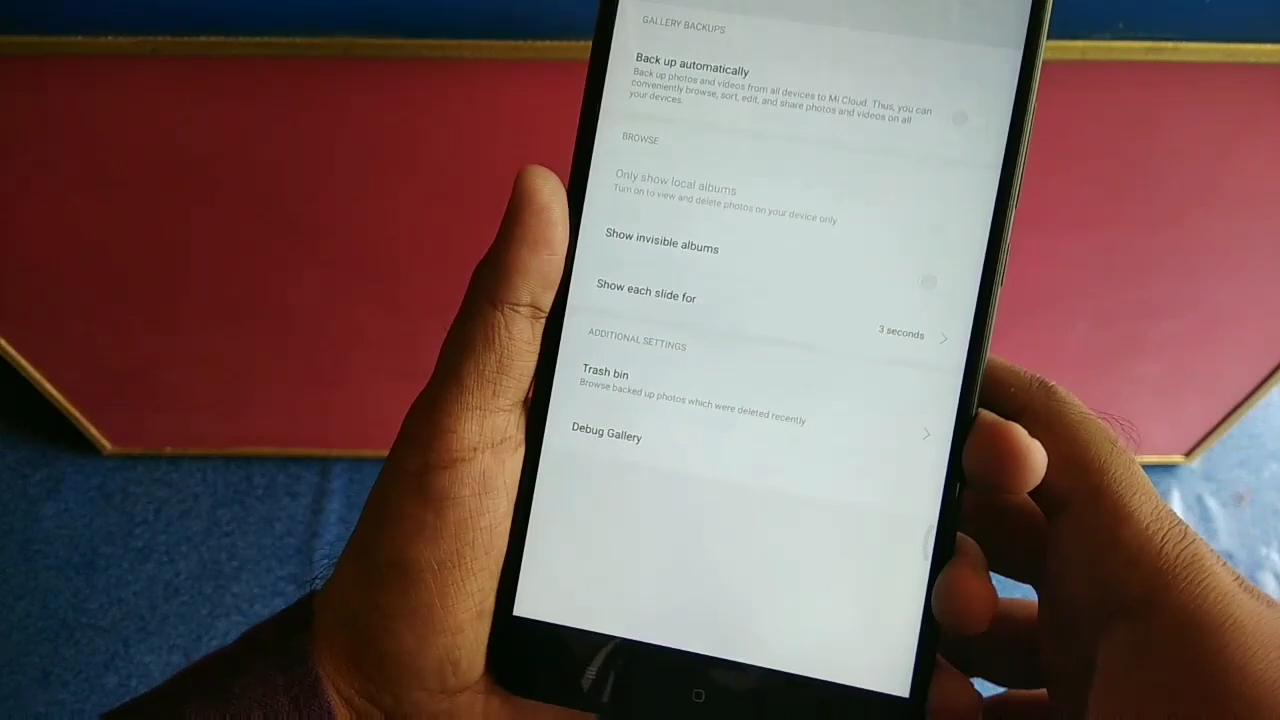 GALLERY BACKUPS
Back up automatically
Back up photos and videos from all devices to Mi Cloud. Thus, you can
conveniently browse, sort, edit, and share photos and videos on all
your devices.
BROWSE
Only show local albums
Turn on to view and delete photos on your device only
Show invisible albums
Show each slide for
3 seconds
ADDITIONAL SETTINGS
Trash bin
Browse backed up photos which were deleted recently
Debug Gallery